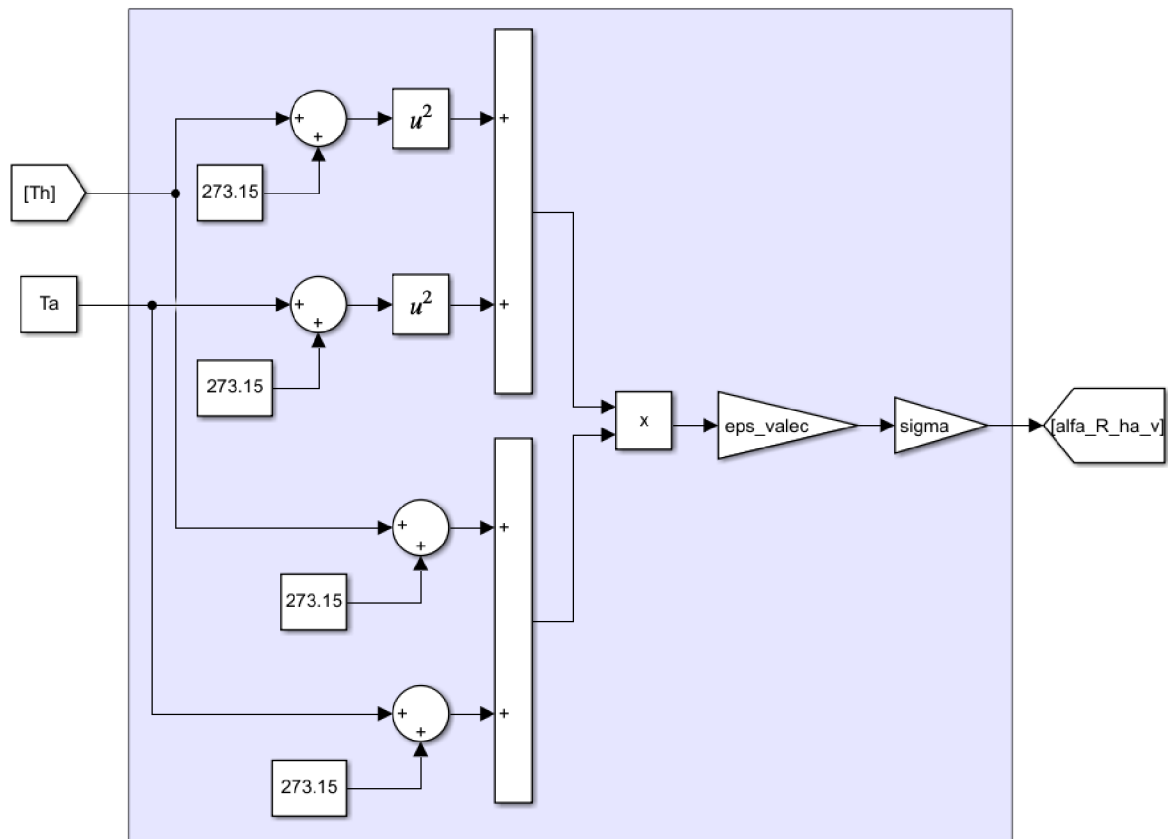 +
+
u²
+
[Th]
273.15
Ta
+
+
u²
+
273.15
x
eps_valec
sigma
[alfa_R_ha_v]
+
+
+
273.15
+
+
+
273.15